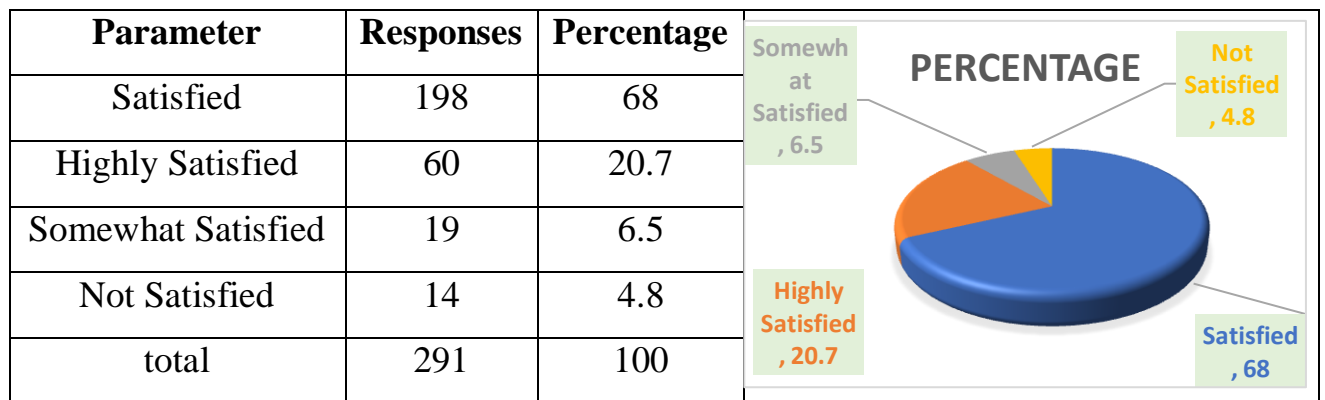 Parameter Responses Percentage
Satisfied 198 68
Highly Satisfied 60 20.7
Somewhat Satisfied 19 6.5
Not Satisfied 14 4.8
total 291 100
PERCENTAGE
Somewh
at
Satisfied
, 6.5
Not
Satisfied
, 4.8
Highly
Satisfied
, 20.7
Satisfied
, 68